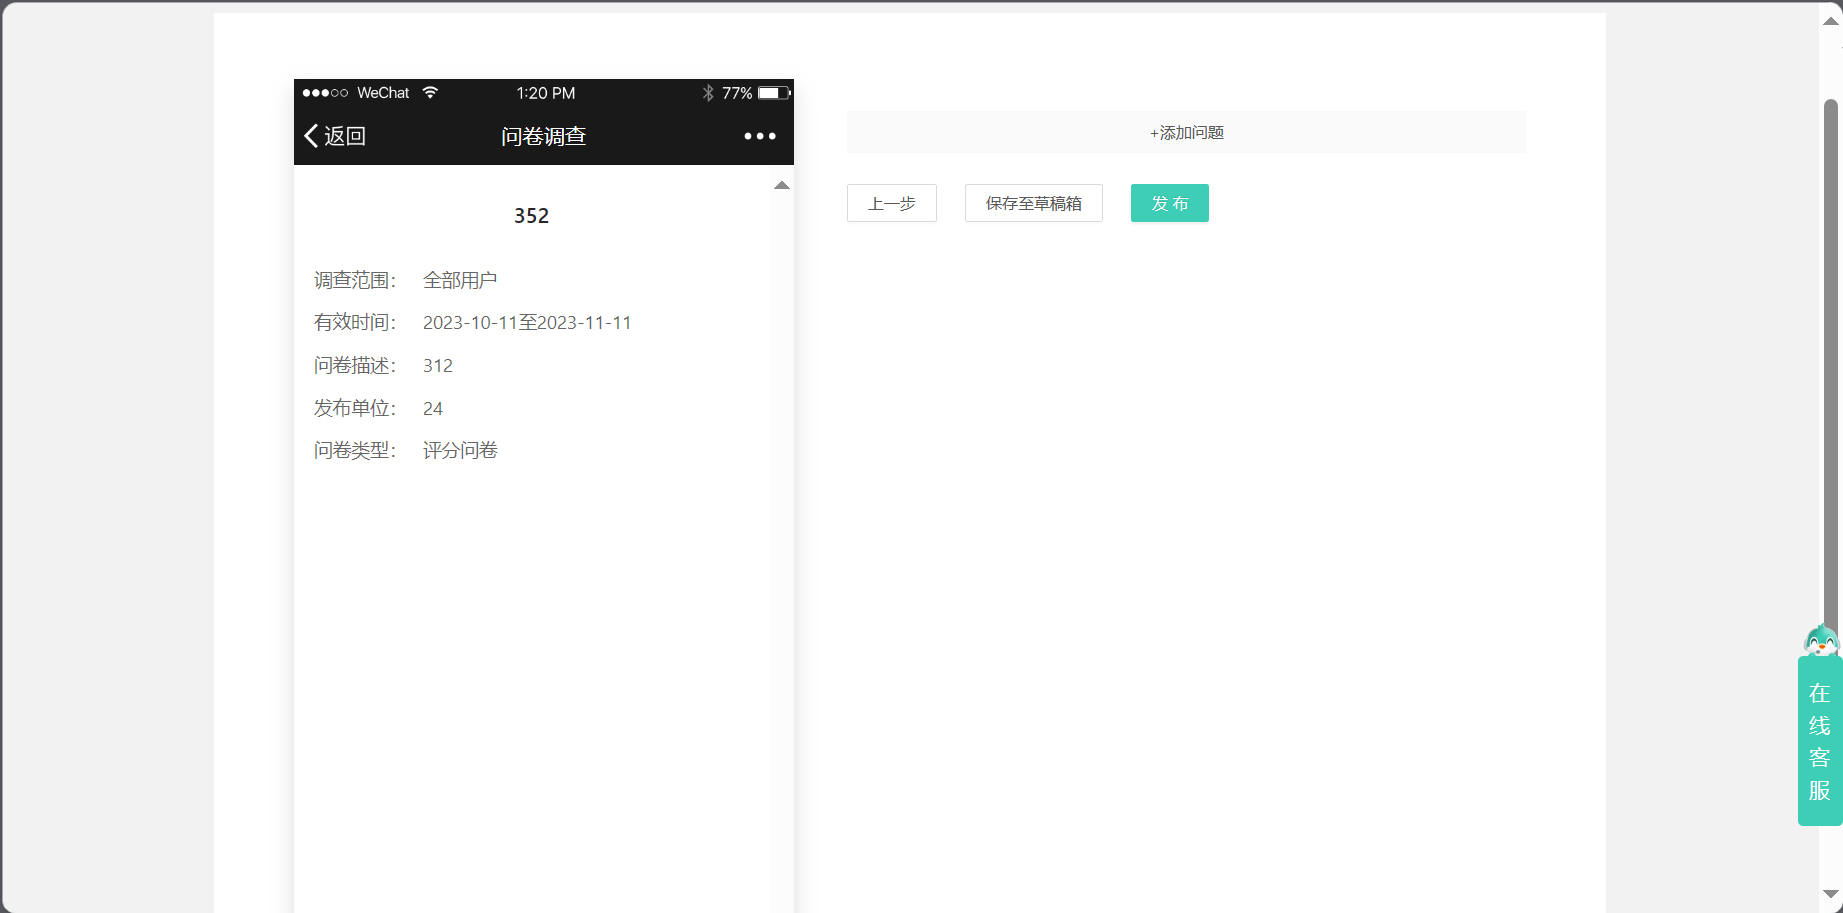 WeChat 1:20 PM 77%
返回 问卷调查
352
调查范围： 全部用户
有效时间： 2023-10-11至2023-11-11
问卷描述： 312
发布单位： 24
问卷类型： 评分问卷
+添加问题
上一步 保存至草稿箱 发 布
在
线
客
服